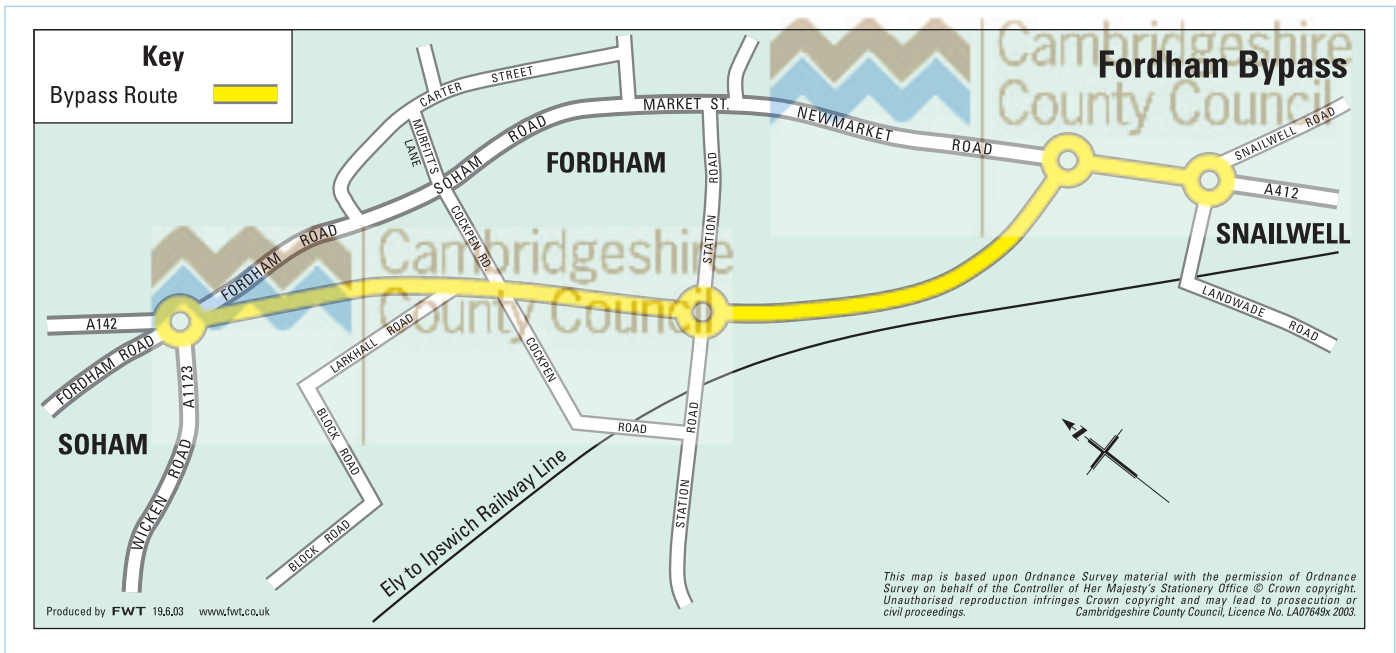 Key
Bypass Route
Fordham Bypass
Cambridgeshire
County Council
CARTER STREET
MUFFITT'S
LANE
MARKET ST.
SOHAM ROAD
NEWMARKET ROAD
SNAILWELL ROAD
FORDHAM
A412
SNAILWELL
STATION ROAD
COCKPEN RD.
FORDHAM ROAD
Cambridgeshire
County Council
A142
FORDHAM ROAD
A1123
WICKEN ROAD
SOHAM
LARKHALL ROAD
BLOCK ROAD
BLOCK ROAD
COCKPEN ROAD
STATION ROAD
LANDWADE ROAD
Ely to Ipswich Railway Line
N
This map is based upon Ordnance Survey material with the permission of Ordnance
Survey on behalf of the Controller of Her Majesty's Stationery Office © Crown copyright.
Unauthorised reproduction infringes Crown copyright and may lead to prosecution or
civil proceedings. Cambridgeshire County Council, Licence No. LA07649x 2003.
Produced by FWT 19.6.03 www.fwt.co.uk